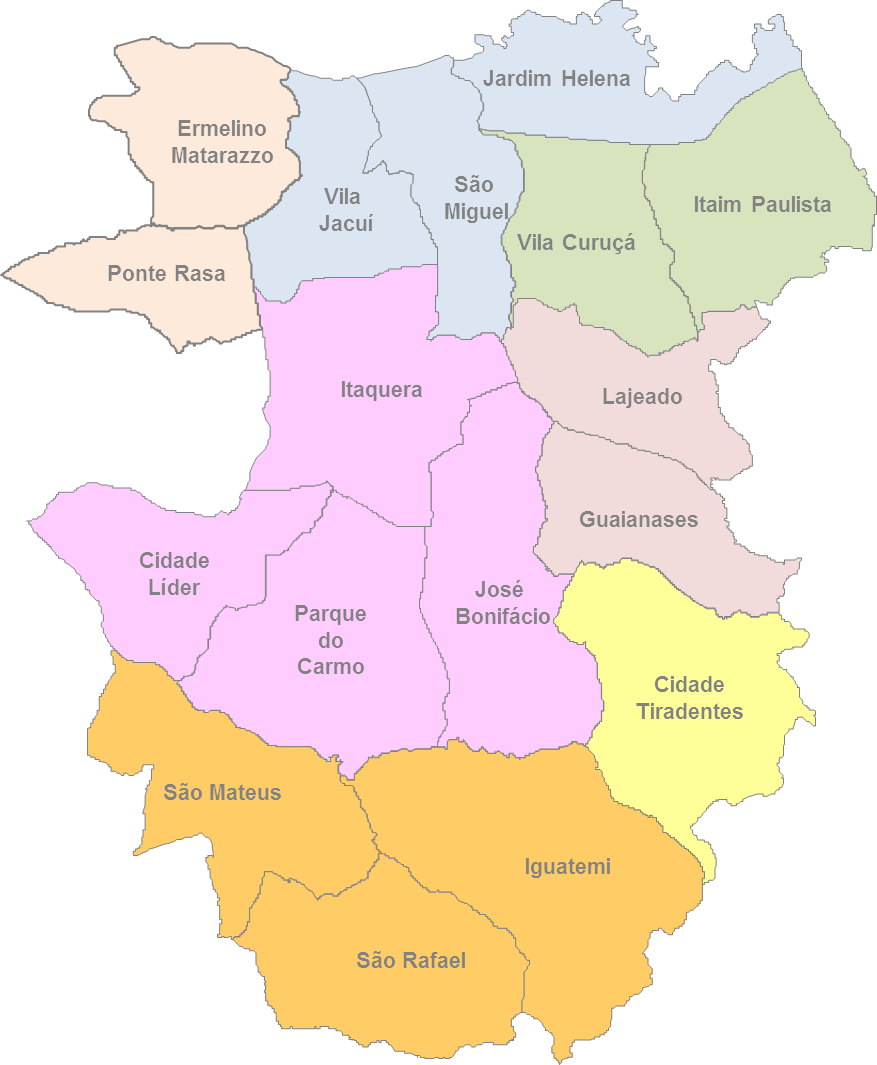 Jardim Helena
Ermelino
Matarazzo
Vila
Jacuí
São
Miguel
Itaim Paulista
Vila Curuçá
Ponte Rasa
Itaquera
Lajeado
Guaianases
Cidade
Líder
José
Bonifácio
Parque
do
Carmo
Cidade
Tiradentes
São Mateus
Iguatemi
São Rafael